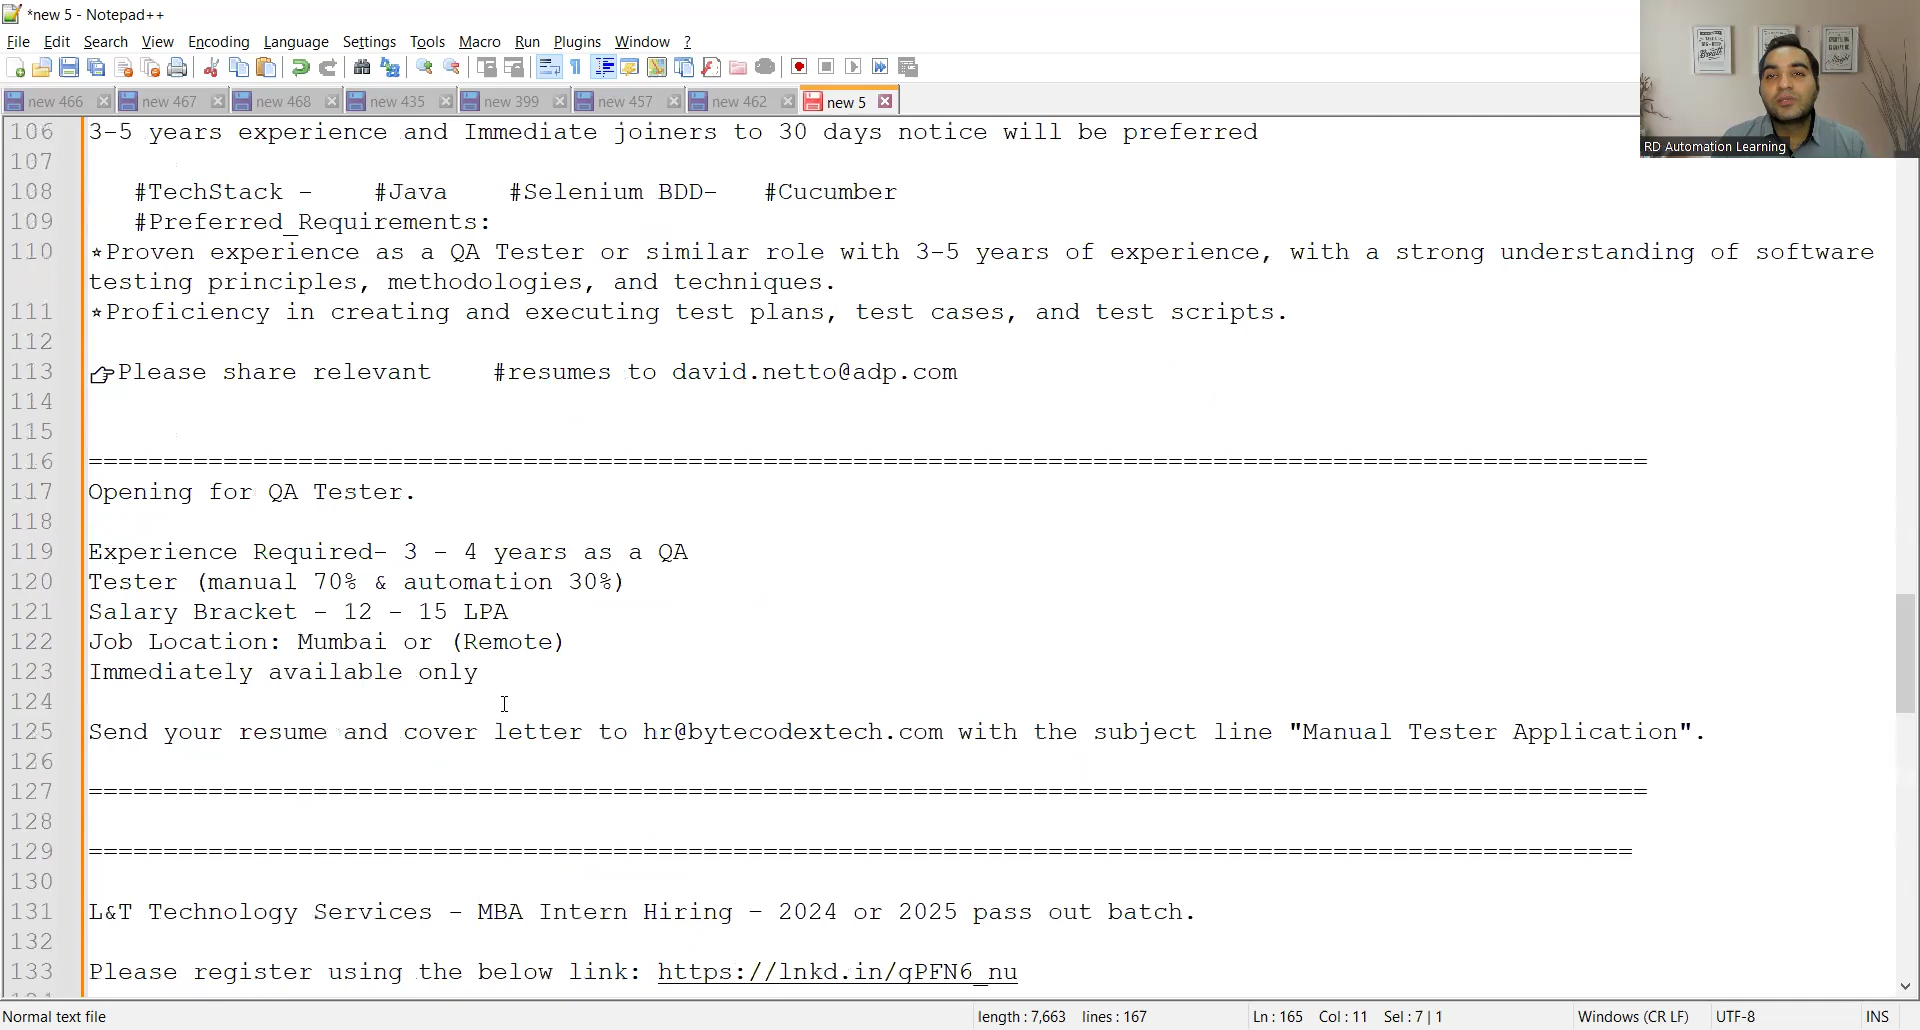 *new 5 - Notepad++
File Edit Search View Encoding Language Settings Tools Macro Run Plugins Window ?
new 466 new 467 new 468 new 435 new 399 new 457 new 462 new 5
RD Automation Learning
106 3-5 years experience and Immediate joiners to 30 days notice will be preferred
107
108 #TechStack - #Java #Selenium BDD- #Cucumber
109 #Preferred_Requirements:
110 ⭐Proven experience as a QA Tester or similar role with 3-5 years of experience, with a strong understanding of software
testing principles, methodologies, and techniques.
111 ⭐Proficiency in creating and executing test plans, test cases, and test scripts.
112
113 👉Please share relevant #resumes to david.netto@adp.com
114
115
116 ========================================================================================================
117 Opening for QA Tester.
118
119 Experience Required- 3 - 4 years as a QA
120 Tester (manual 70% & automation 30%)
121 Salary Bracket - 12 - 15 LPA
122 Job Location: Mumbai or (Remote)
123 Immediately available only
124
125 Send your resume and cover letter to hr@bytecodextech.com with the subject line "Manual Tester Application".
126
127 ========================================================================================================
128
129 =======================================================================================================
130
131 L&T Technology Services - MBA Intern Hiring - 2024 or 2025 pass out batch.
132
133 Please register using the below link: https://lnkd.in/gPFN6_nu
Normal text file length : 7,663 lines : 167 Ln : 165 Col : 11 Sel : 7 | 1 Windows (CR LF) UTF-8 INS